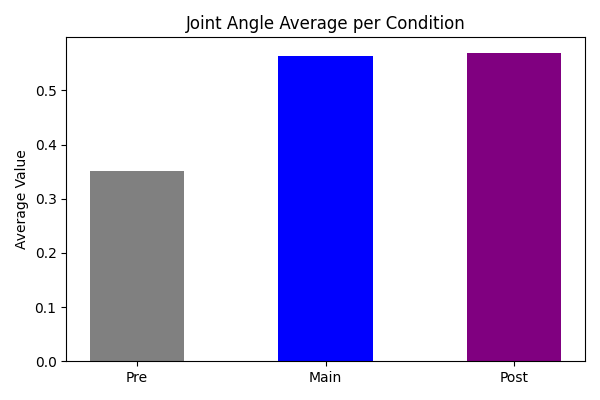 Joint Angle Average per Condition
Average Value
0.5
0.4
0.3
0.2
0.1
0.0
Pre
Main
Post